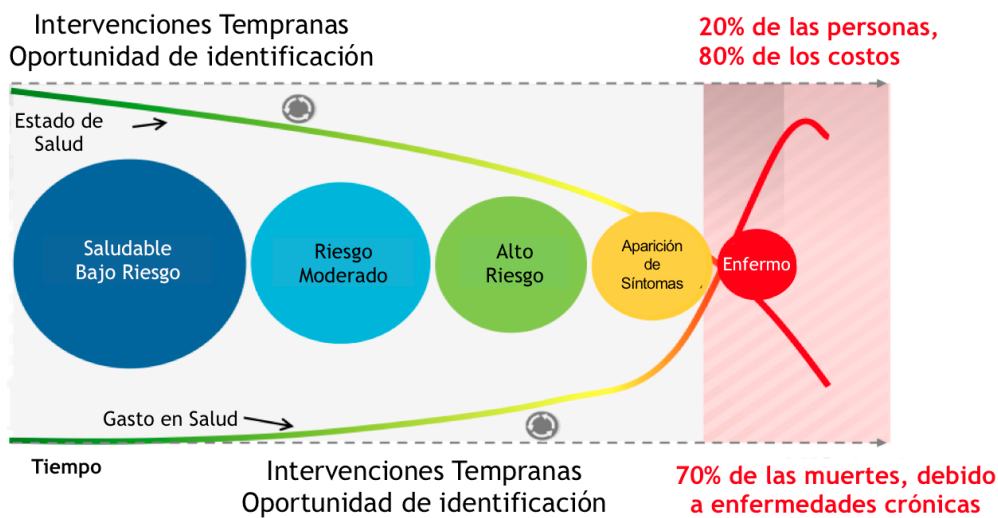 Intervenciones Tempranas
Oportunidad de identificación
20% de las personas,
80% de los costos
Estado de
Salud
Saludable
Bajo Riesgo
Riesgo
Moderado
Alto
Riesgo
Aparición
de
Síntomas
Enfermo
Gasto en Salud
Tiempo
Intervenciones Tempranas
Oportunidad de identificación
70% de las muertes, debido
a enfermedades crónicas